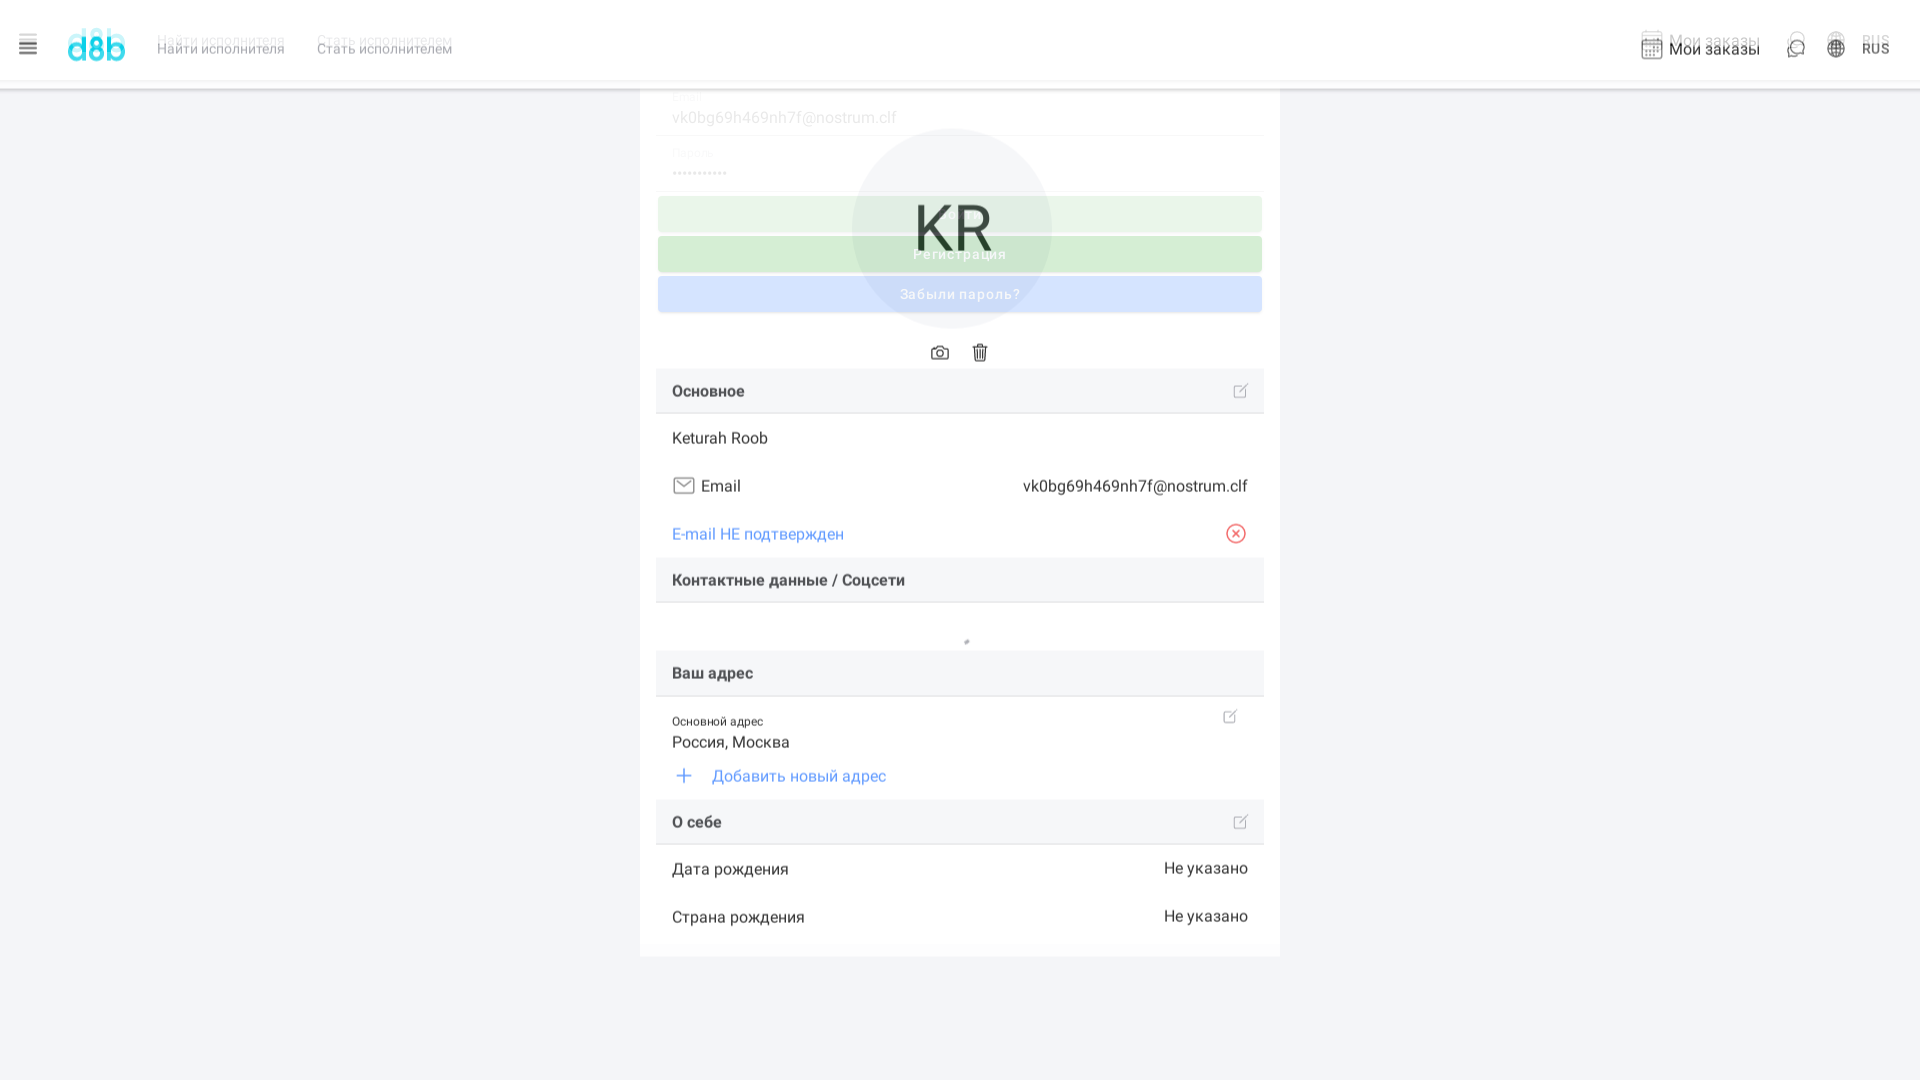 d8b
Найти исполнителя
Стать исполнителем
Мои заказы
RUS
vk0bg69h469nh7f@nostrum.clf
Пароль
•••••••••••
KR
Регистрация
Забыли пароль?
Основное
Keturah Roob
Email
vk0bg69h469nh7f@nostrum.clf
E-mail НЕ подтвержден
Контактные данные / Соцсети
Ваш адрес
Основной адрес
Россия, Москва
Добавить новый адрес
О себе
Дата рождения
Не указано
Страна рождения
Не указано